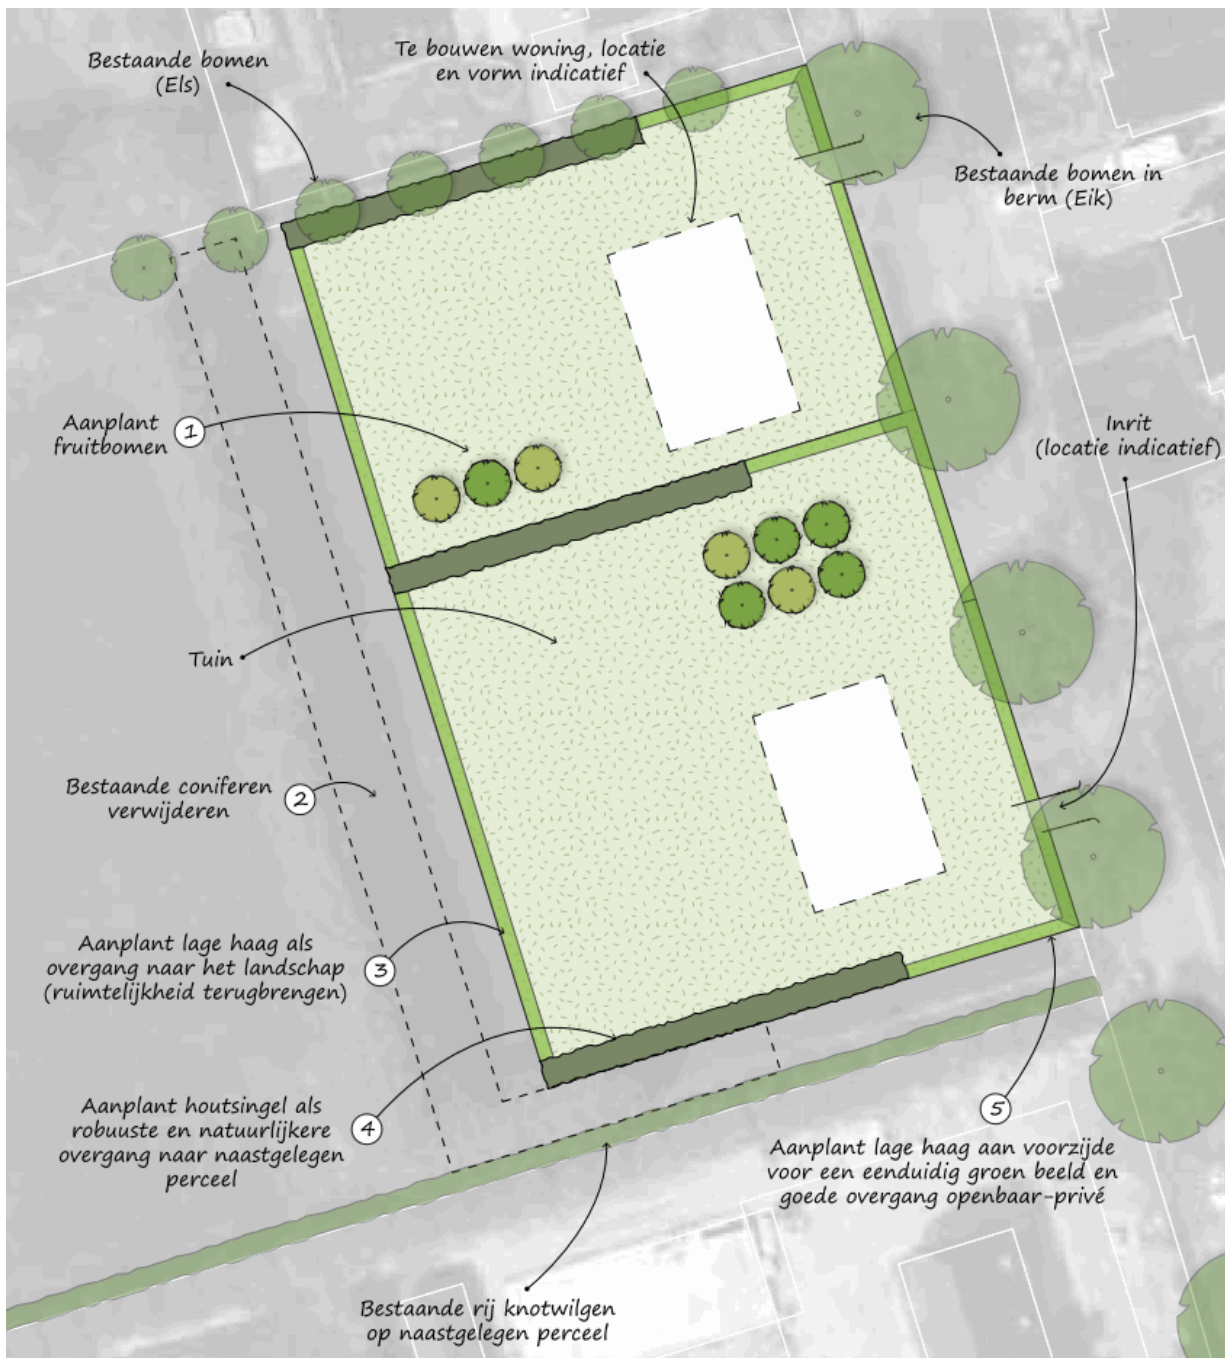 Bestaande bomen
(Els)
Te bouwen woning, locatie
en vorm indicatief
Bestaande bomen in
berm (Eik)
Aanplant
fruitbomen
1
Inrit
(locatie indicatief)
Tuin
Bestaande coniferen
verwijderen
2
Aanplant lage haag als
overgang naar het landschap
(ruimtelijkheid terugbrengen)
3
Aanplant houtsingel als
robuuste en natuurlijkere
overgang naar naastgelegen
perceel
4
5
Aanplant lage haag aan voorzijde
voor een eenduidig groen beeld en
goede overgang openbaar-privé
Bestaande rij knotwilgen
op naastgelegen perceel